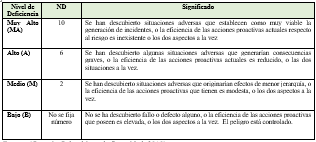 Nivel de Deficiencia
ND
Significado
Muy Alto (MA)
10
Se han descubierto situaciones adversas que establecen como muy viable la
generación de incidentes, o la eficiencia de las acciones proactivas actuales respecto
al riesgo es inexistente o los dos aspectos a la vez.
Alto (A)
6
Se han descubierto algunas situaciones adversas que generarían consecuencias
graves, o la eficiencia de las acciones proactivas actuales es reducido, o las dos
situaciones a la vez.
Medio (M)
2
Se han descubierto situaciones adversas que originarían efectos de menor jerarquía, o
la eficiencia de las acciones proactivas que tienen es modesta, o los dos aspectos a la
vez.
Bajo (B)
No se fija
número
No se ha descubierto fallo o defecto alguno, o la eficiencia de las acciones proactivas
que poseen es elevada, o los dos aspectos a la vez. El peligro está controlado.